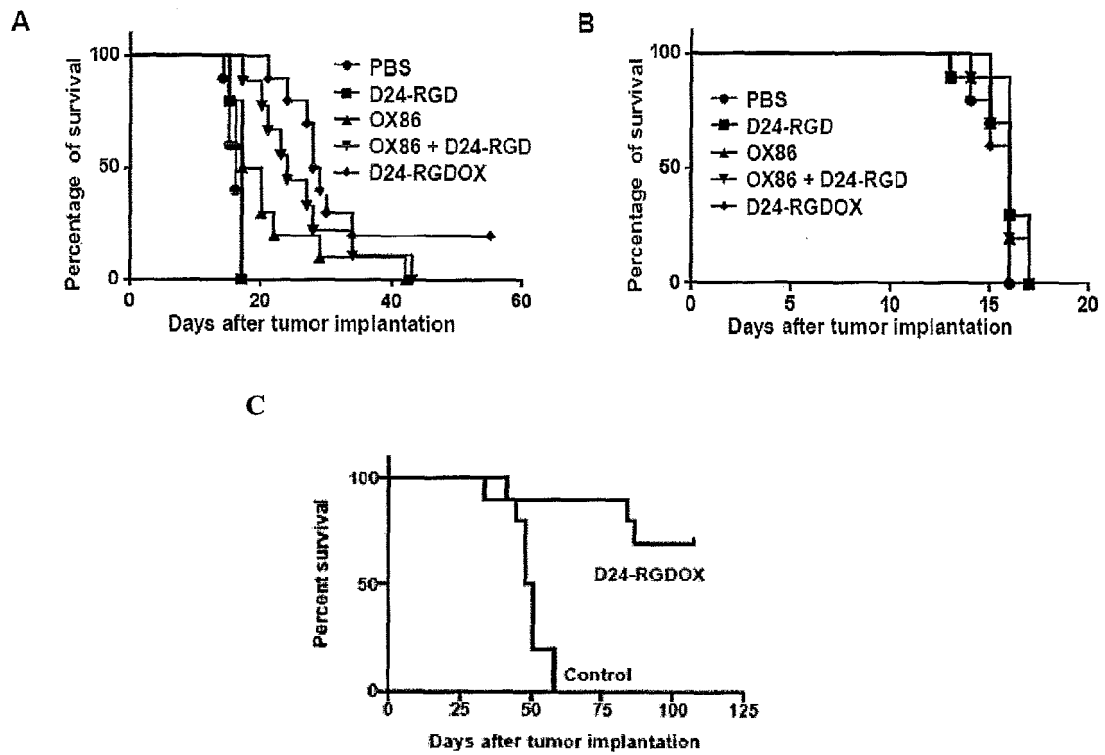 A
Percentage of survival
100
50
0
PBS
D24-RGD
OX86
OX86 + D24-RGD
D24-RGDOX
0 20 40 60
Days after tumor implantation
B
Percentage of survival
100
50
0
PBS
D24-RGD
OX86
OX86 + D24-RGD
D24-RGDOX
0 5 10 15 20
Days after tumor implantation
C
Percent survival
100
50
0
D24-RGDOX
Control
0 25 50 75 100 125
Days after tumor implantation